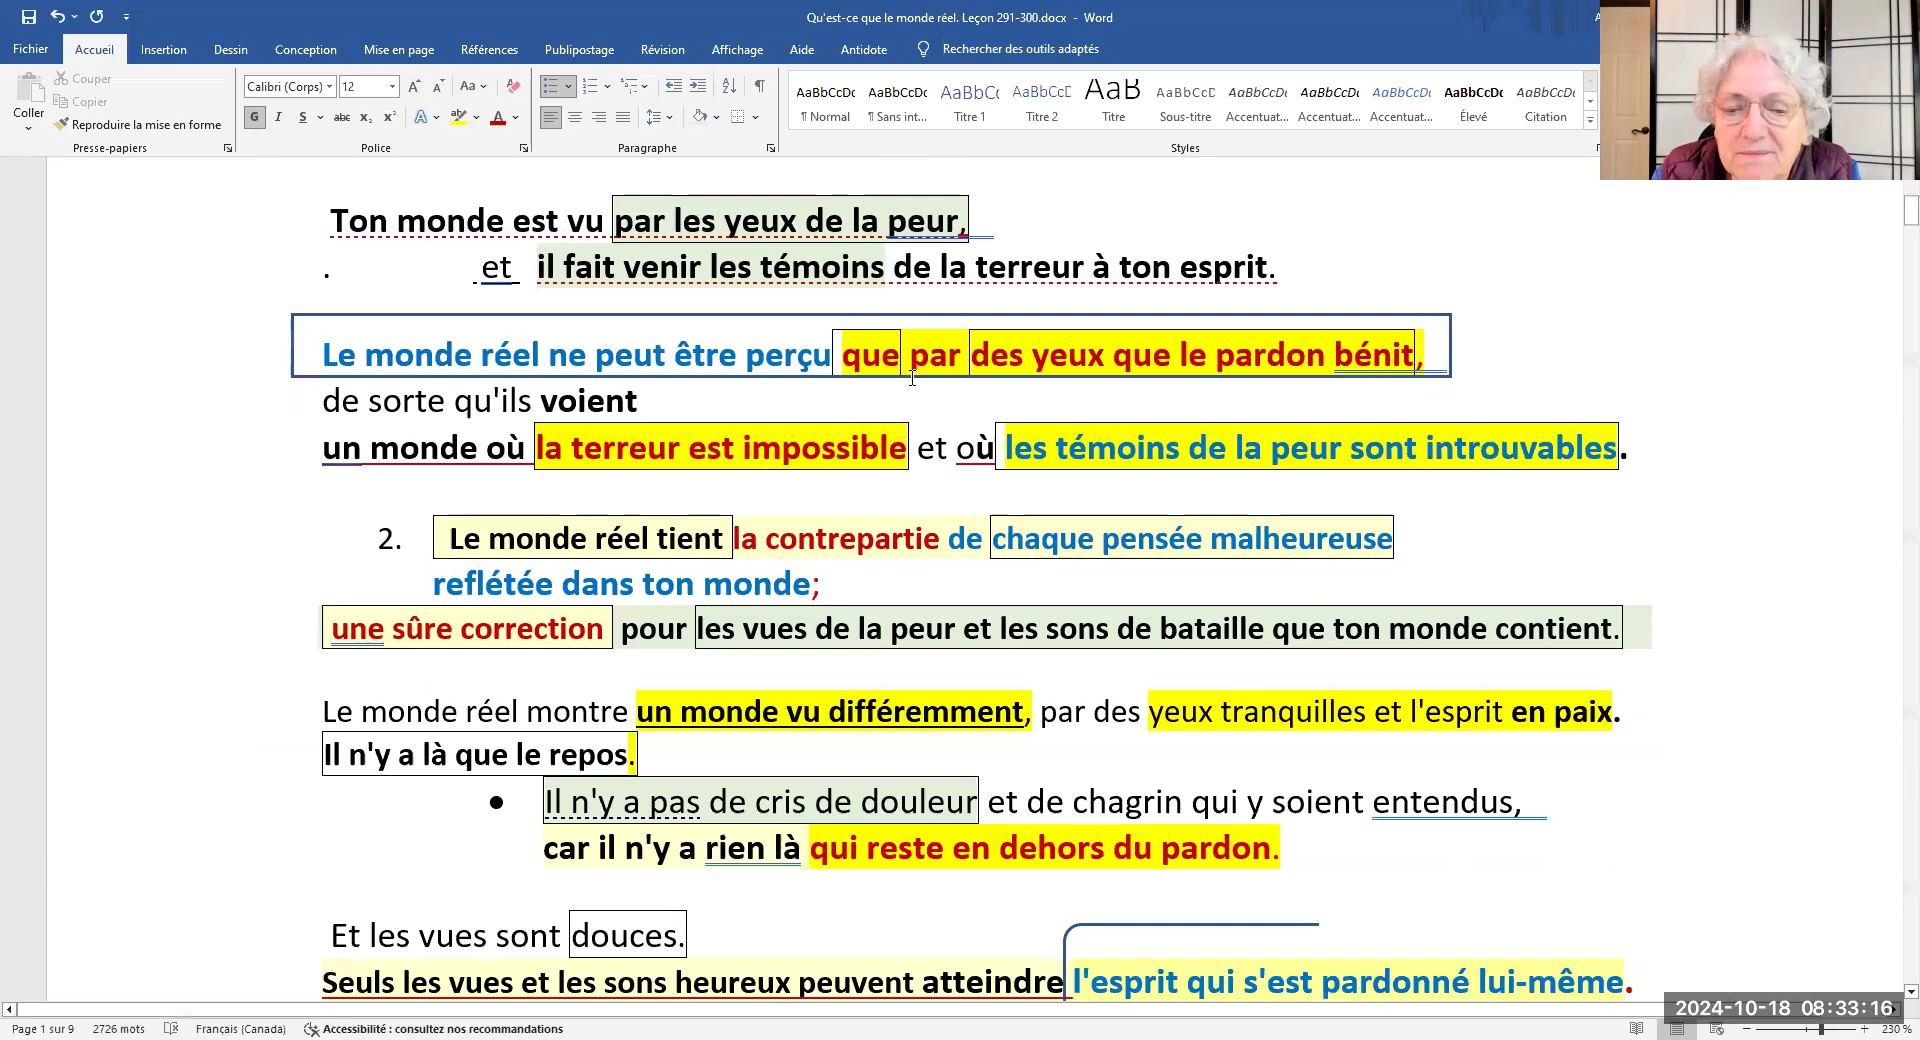 Qu'est-ce que le monde réel. Leçon 291-300.docx - Word
Fichier Accueil Insertion Dessin Conception Mise en page Références Publipostage Révision Affichage Aide Antidote Rechercher des outils adaptés
Coller
Couper
Copier
Reproduire la mise en forme
Presse-papiers
Calibri (Corps) 12
Police
Paragraphe
AaBbCcDc AaBbCcDc AaBbCc AaBbCcD AaB AaBbCcD AaBbCcDc AaBbCcDc AaBbCcDc AaBbCcDc AaBbCcDc
¶ Normal ¶ Sans int... Titre 1 Titre 2 Titre Sous-titre Accentuat... Accentuat... Accentuat... Élevé Citation
Styles
Ton monde est vu par les yeux de la peur,
. et il fait venir les témoins de la terreur à ton esprit.
Le monde réel ne peut être perçu que par des yeux que le pardon bénit,
de sorte qu'ils voient
un monde où la terreur est impossible et où les témoins de la peur sont introuvables.
2. Le monde réel tient la contrepartie de chaque pensée malheureuse
reflétée dans ton monde;
une sûre correction pour les vues de la peur et les sons de bataille que ton monde contient.
Le monde réel montre un monde vu différemment, par des yeux tranquilles et l'esprit en paix.
Il n'y a là que le repos.
• Il n'y a pas de cris de douleur et de chagrin qui y soient entendus,
car il n'y a rien là qui reste en dehors du pardon.
Et les vues sont douces.
Seuls les vues et les sons heureux peuvent atteindre l'esprit qui s'est pardonné lui-même.
2024-10-18 08:33:16
Page 1 sur 9 2726 mots Français (Canada) Accessibilité : consultez nos recommandations 230 %